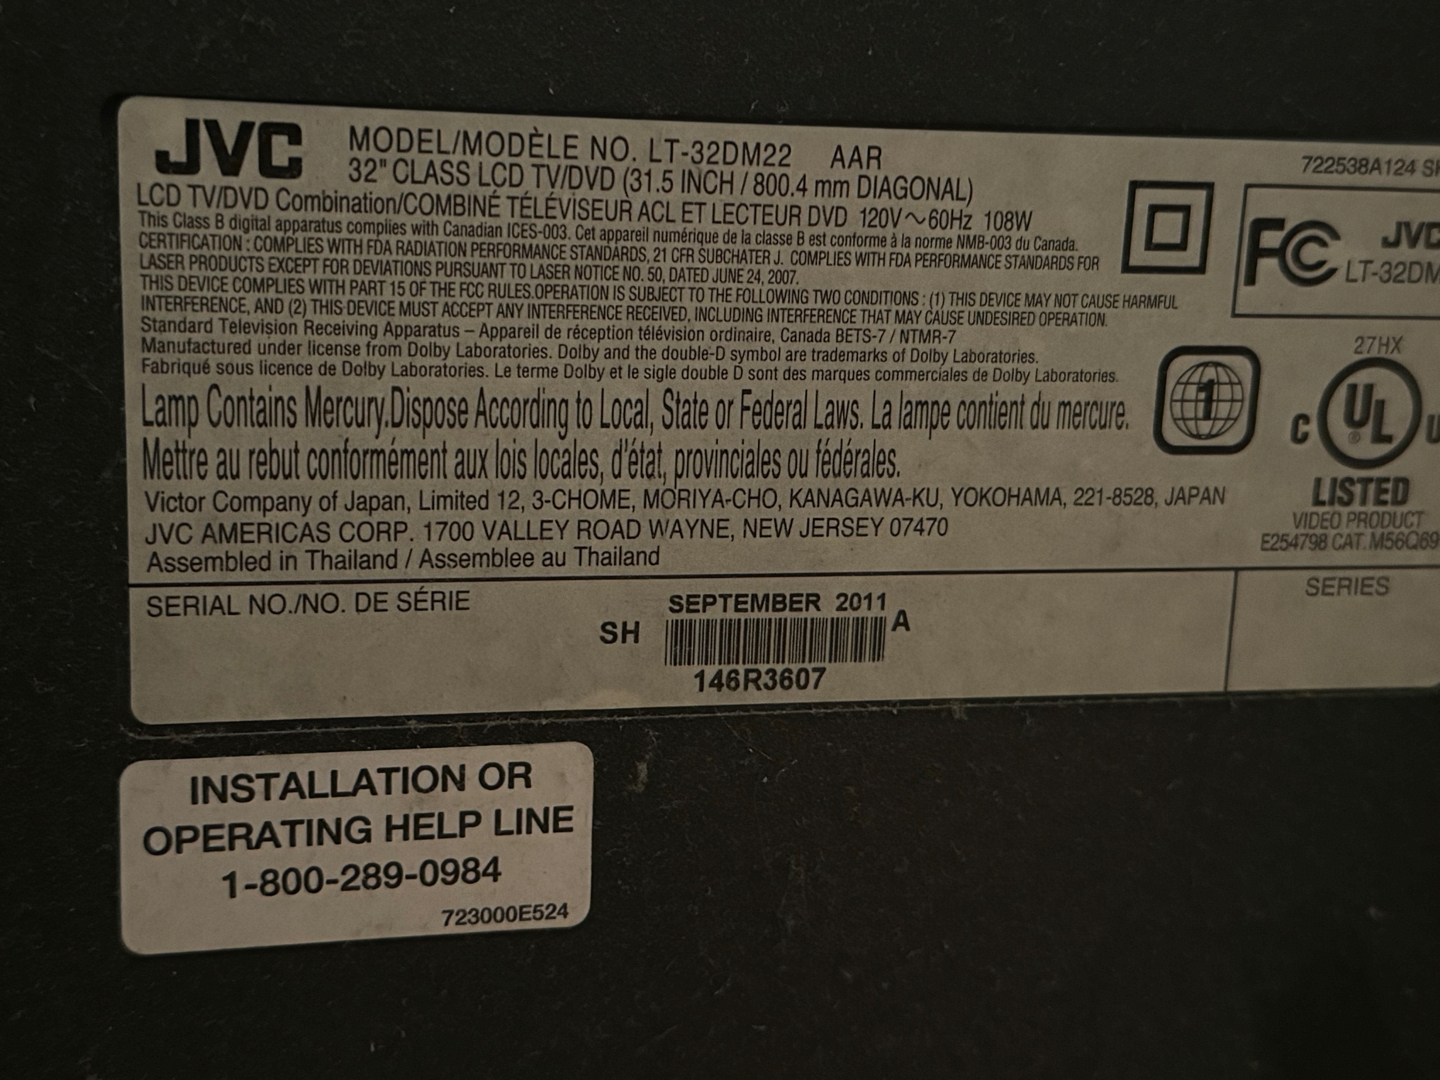 JVC
MODEL/MODÈLE NO. LT-32DM22 AAR
32" CLASS LCD TV/DVD (31.5 INCH / 800.4 mm DIAGONAL)
LCD TV/DVD Combination/COMBINÉ TÉLÉVISEUR ACL ET LECTEUR DVD 120V～60Hz 108W
This Class B digital apparatus complies with Canadian ICES-003. Cet appareil numérique de la classe B est conforme à la norme NMB-003 du Canada.
CERTIFICATION : COMPLIES WITH FDA RADIATION PERFORMANCE STANDARDS, 21 CFR SUBCHATER J. COMPLIES WITH FDA PERFORMANCE STANDARDS FOR
LASER PRODUCTS EXCEPT FOR DEVIATIONS PURSUANT TO LASER NOTICE NO. 50, DATED JUNE 24, 2007.
THIS DEVICE COMPLIES WITH PART 15 OF THE FCC RULES.OPERATION IS SUBJECT TO THE FOLLOWING TWO CONDITIONS : (1) THIS DEVICE MAY NOT CAUSE HARMFUL
INTERFERENCE, AND (2) THIS DEVICE MUST ACCEPT ANY INTERFERENCE RECEIVED, INCLUDING INTERFERENCE THAT MAY CAUSE UNDESIRED OPERATION.
Standard Television Receiving Apparatus – Appareil de réception télévision ordinaire, Canada BETS-7 / NTMR-7
Manufactured under license from Dolby Laboratories. Dolby and the double-D symbol are trademarks of Dolby Laboratories.
Fabriqué sous licence de Dolby Laboratories. Le terme Dolby et le sigle double D sont des marques commerciales de Dolby Laboratories.
Lamp Contains Mercury.Dispose According to Local, State or Federal Laws. La lampe contient du mercure.
Mettre au rebut conformément aux lois locales, d'état, provinciales ou fédérales.
Victor Company of Japan, Limited 12, 3-CHOME, MORIYA-CHO, KANAGAWA-KU, YOKOHAMA, 221-8528, JAPAN
JVC AMERICAS CORP. 1700 VALLEY ROAD WAYNE, NEW JERSEY 07470
Assembled in Thailand / Assemblee au Thailand
722538A124 SH
FC JVC
LT-32DM
1
27HX
C UL U
LISTED
VIDEO PRODUCT
E254798 CAT. M56Q69
SERIAL NO./NO. DE SÉRIE
SEPTEMBER 2011
SH A
146R3607
SERIES
INSTALLATION OR
OPERATING HELP LINE
1-800-289-0984
723000E524